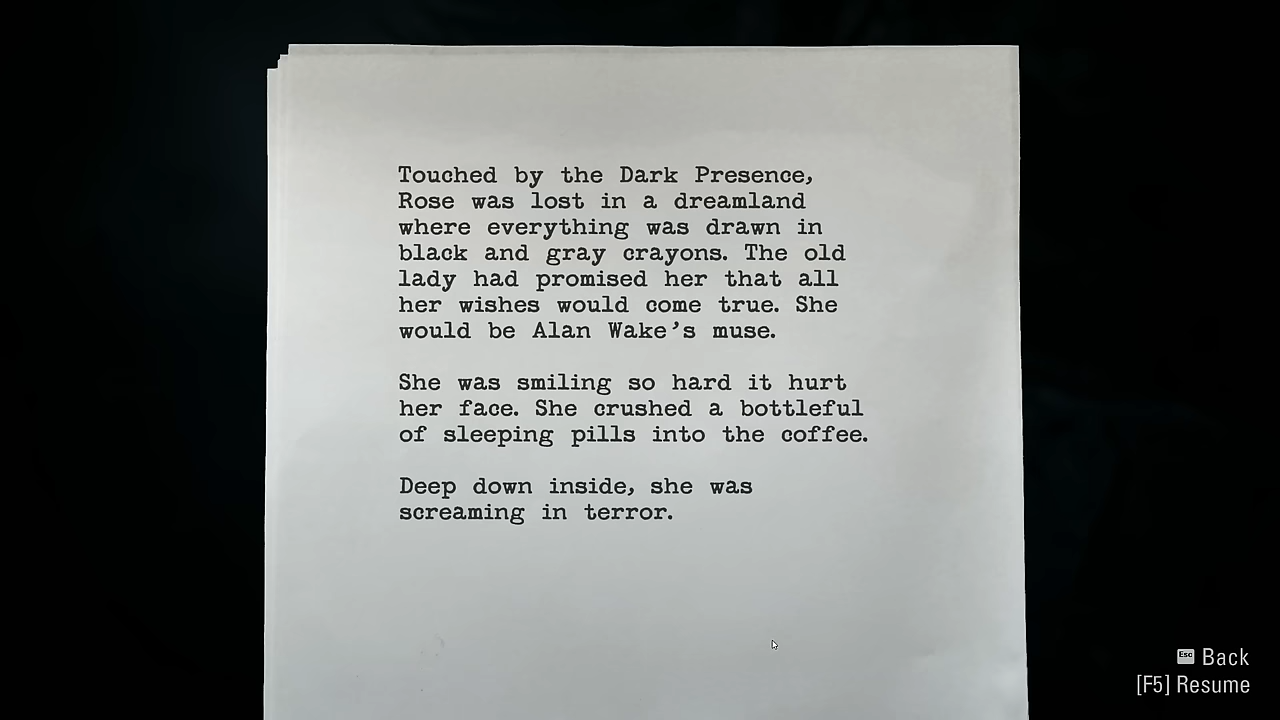 Touched by the Dark Presence,
Rose was lost in a dreamland
where everything was drawn in
black and gray crayons. The old
lady had promised her that all
her wishes would come true. She
would be Alan Wake's muse.
She was smiling so hard it hurt
her face. She crushed a bottleful
of sleeping pills into the coffee.
Deep down inside, she was
screaming in terror.
Esc Back
[F5] Resume